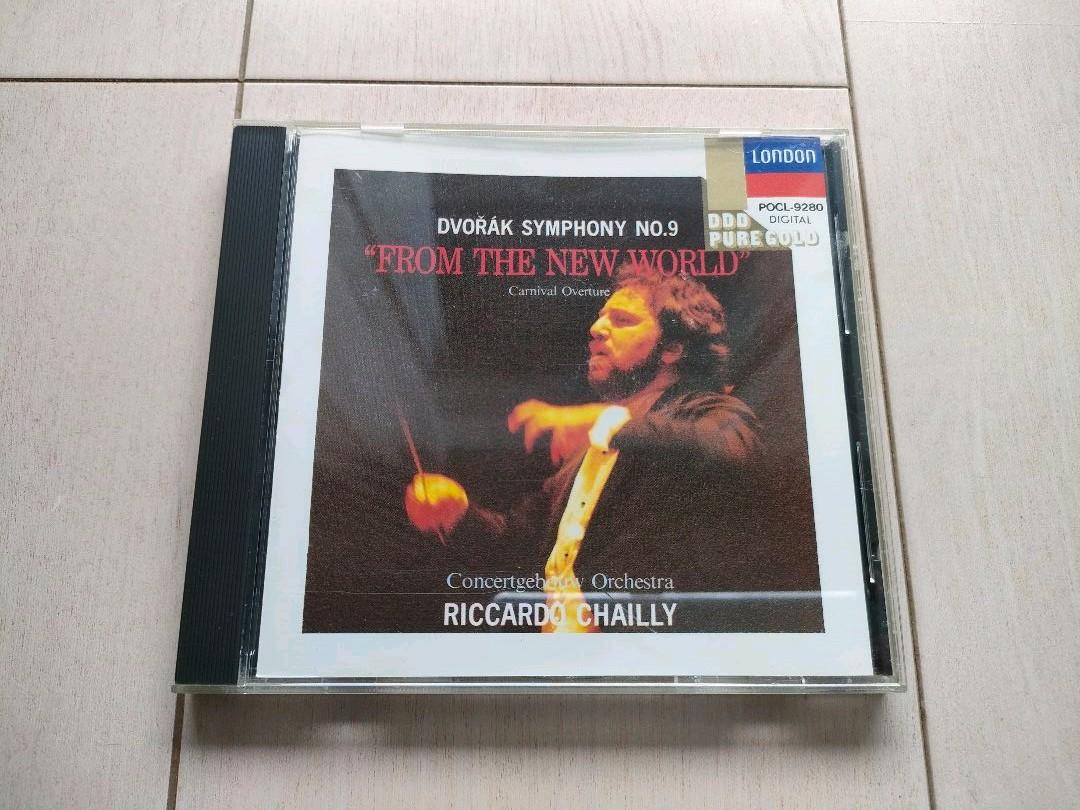 LONDON
POCL-9280
DIGITAL
DDD
PURE GOLD
DVOŘÁK SYMPHONY NO.9
"FROM THE NEW WORLD"
Carnival Overture
Concertgebouw Orchestra
RICCARDO CHAILLY